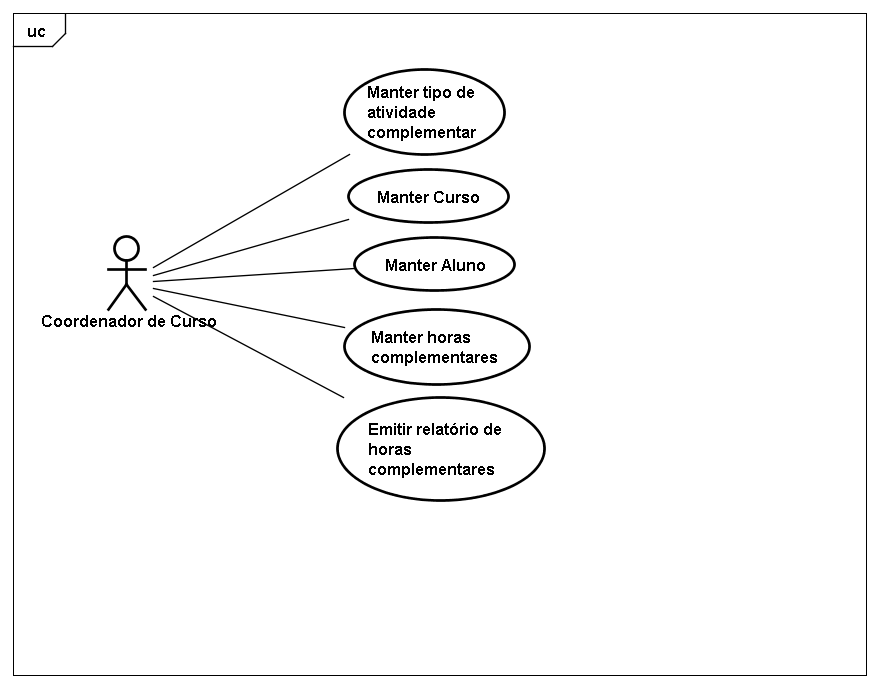 uc
Manter tipo de
atividade
complementar
Manter Curso
Manter Aluno
Coordenador de Curso
Manter horas
complementares
Emitir relatório de
horas
complementares